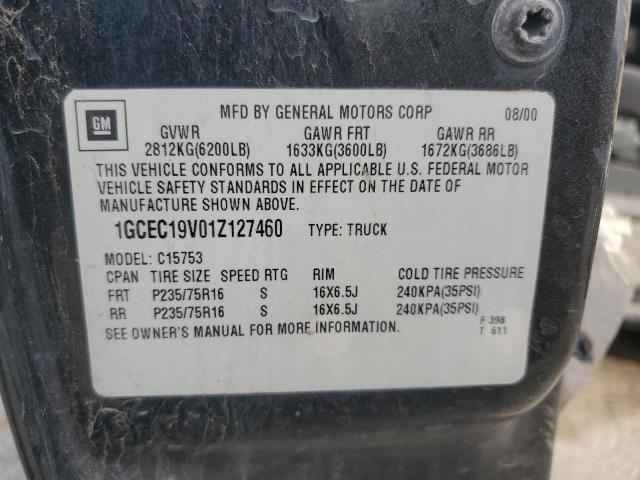 MFD BY GENERAL MOTORS CORP 08/00
GM
GVWR GAWR FRT GAWR RR
2812KG(6200LB) 1633KG(3600LB) 1672KG(3686LB)
THIS VEHICLE CONFORMS TO ALL APPLICABLE U.S. FEDERAL MOTOR
VEHICLE SAFETY STANDARDS IN EFFECT ON THE DATE OF
MANUFACTURE SHOWN ABOVE.
1GCEC19V01Z127460 TYPE: TRUCK
MODEL: C15753
CPAN TIRE SIZE SPEED RTG RIM COLD TIRE PRESSURE
FRT P235/75R16 S 16X6.5J 240KPA(35PSI)
RR P235/75R16 S 16X6.5J 240KPA(35PSI)
SEE OWNER'S MANUAL FOR MORE INFORMATION.
F 398
T 611